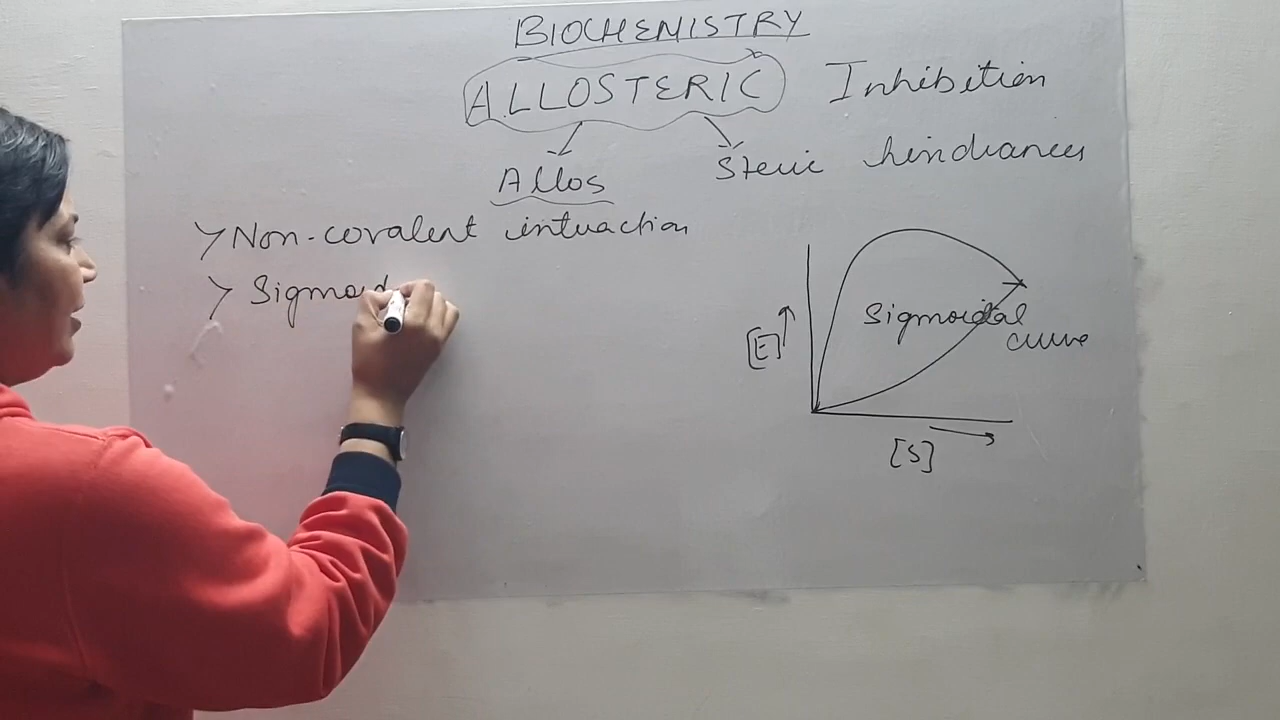 BIOCHEMISTRY
ALLOSTERIC Inhibition
Allos
Steric hindrances
Non-covalent interaction
Sigmoid
Sigmoidal
curve
[E]
[S]